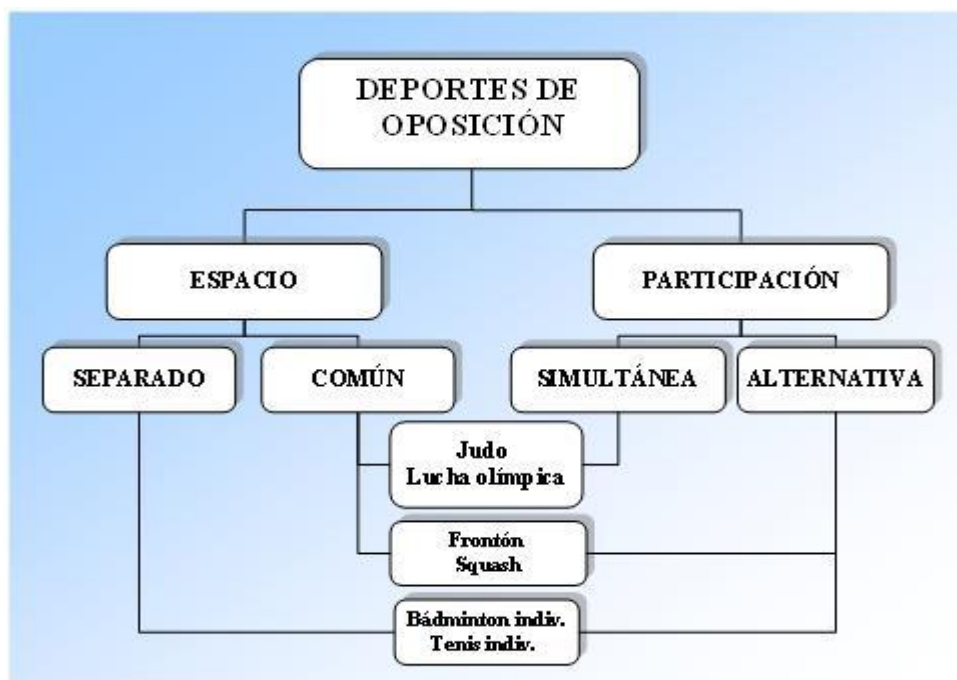 DEPORTES DE
OPOSICIÓN
ESPACIO
PARTICIPACIÓN
SEPARADO
COMÚN
SIMULTÁNEA
ALTERNATIVA
Judo
Lucha olímpica
Frontón
Squash
Bádminton indiv.
Tenis indiv.